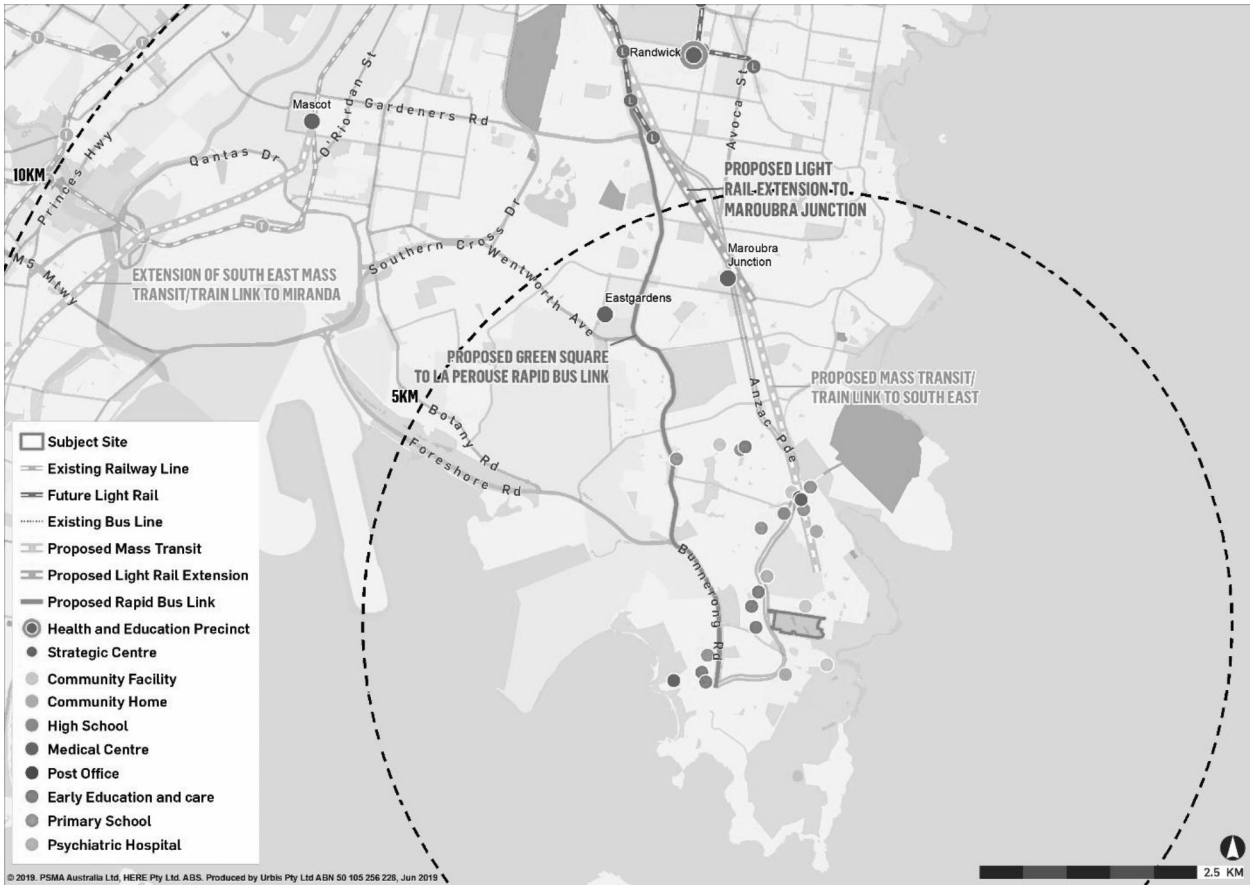 Randwick
Avoca St
Mascot
O'Riordan St
Gardeners Rd
10KM
Princes Hwy
Qantas Dr
PROPOSED LIGHT
RAIL EXTENSION TO
MAROUBRA JUNCTION
Southern Cross Dr
Wentworth Ave
M5 Mtwy
EXTENSION OF SOUTH EAST MASS
TRANSIT/TRAIN LINK TO MIRANDA
Maroubra
Junction
Eastgardens
PROPOSED GREEN SQUARE
TO LA PEROUSE RAPID BUS LINK
PROPOSED MASS TRANSIT/
TRAIN LINK TO SOUTH EAST
5KM
Botany Rd
Foreshore Rd
Anzac Pde
Bunnerong Rd
Subject Site
Existing Railway Line
Future Light Rail
Existing Bus Line
Proposed Mass Transit
Proposed Light Rail Extension
Proposed Rapid Bus Link
Health and Education Precinct
Strategic Centre
Community Facility
Community Home
High School
Medical Centre
Post Office
Early Education and care
Primary School
Psychiatric Hospital
2.5 KM
© 2019. PSMA Australia Ltd, HERE Pty Ltd. ABS. Produced by Urbis Pty Ltd ABN 50 105 256 228, Jun 2019